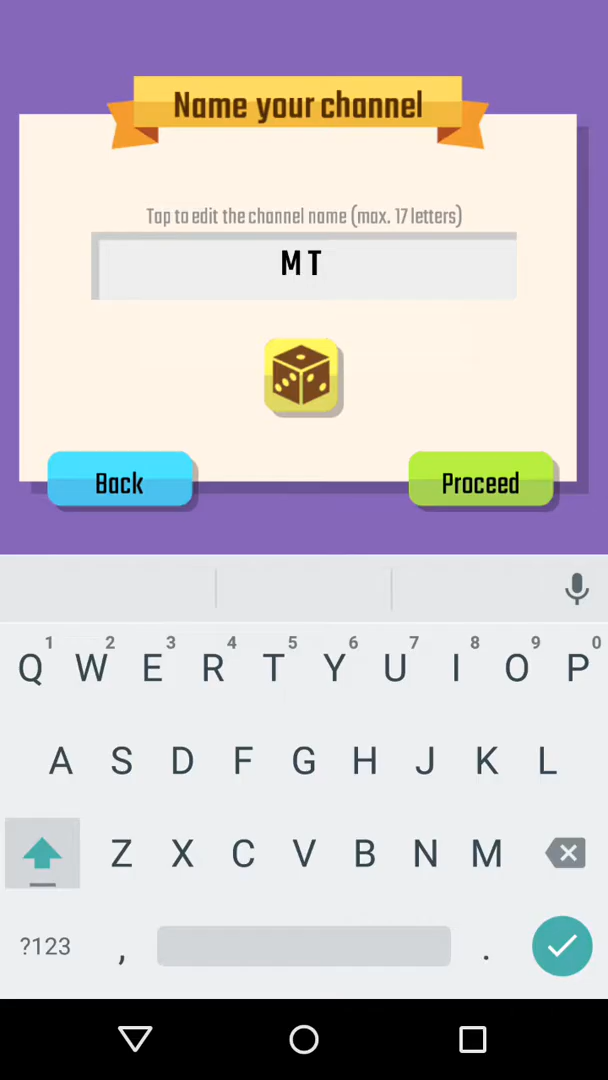 Name your channel
Tap to edit the channel name (max. 17 letters)
M T
Back
Proceed
1 2 3 4 5 6 7 8 9 0
Q W E R T Y U I O P
A S D F G H J K L
Z X C V B N M
?123 , .